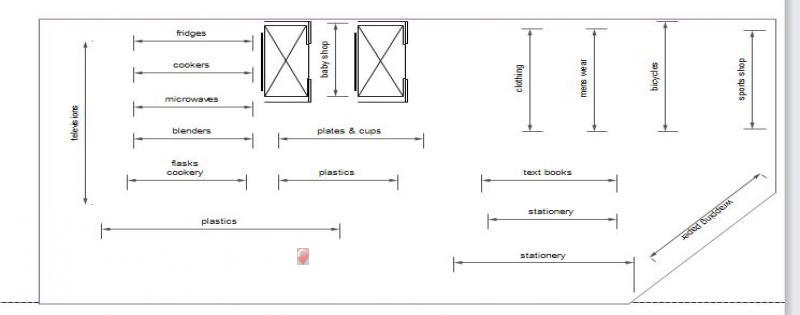 fridges
cookers
microwaves
blenders
flasks
cookery
televisions
baby shop
plates & cups
plastics
plastics
clothing
mens wear
bicycles
sports shop
text books
stationery
stationery
wrapping paper